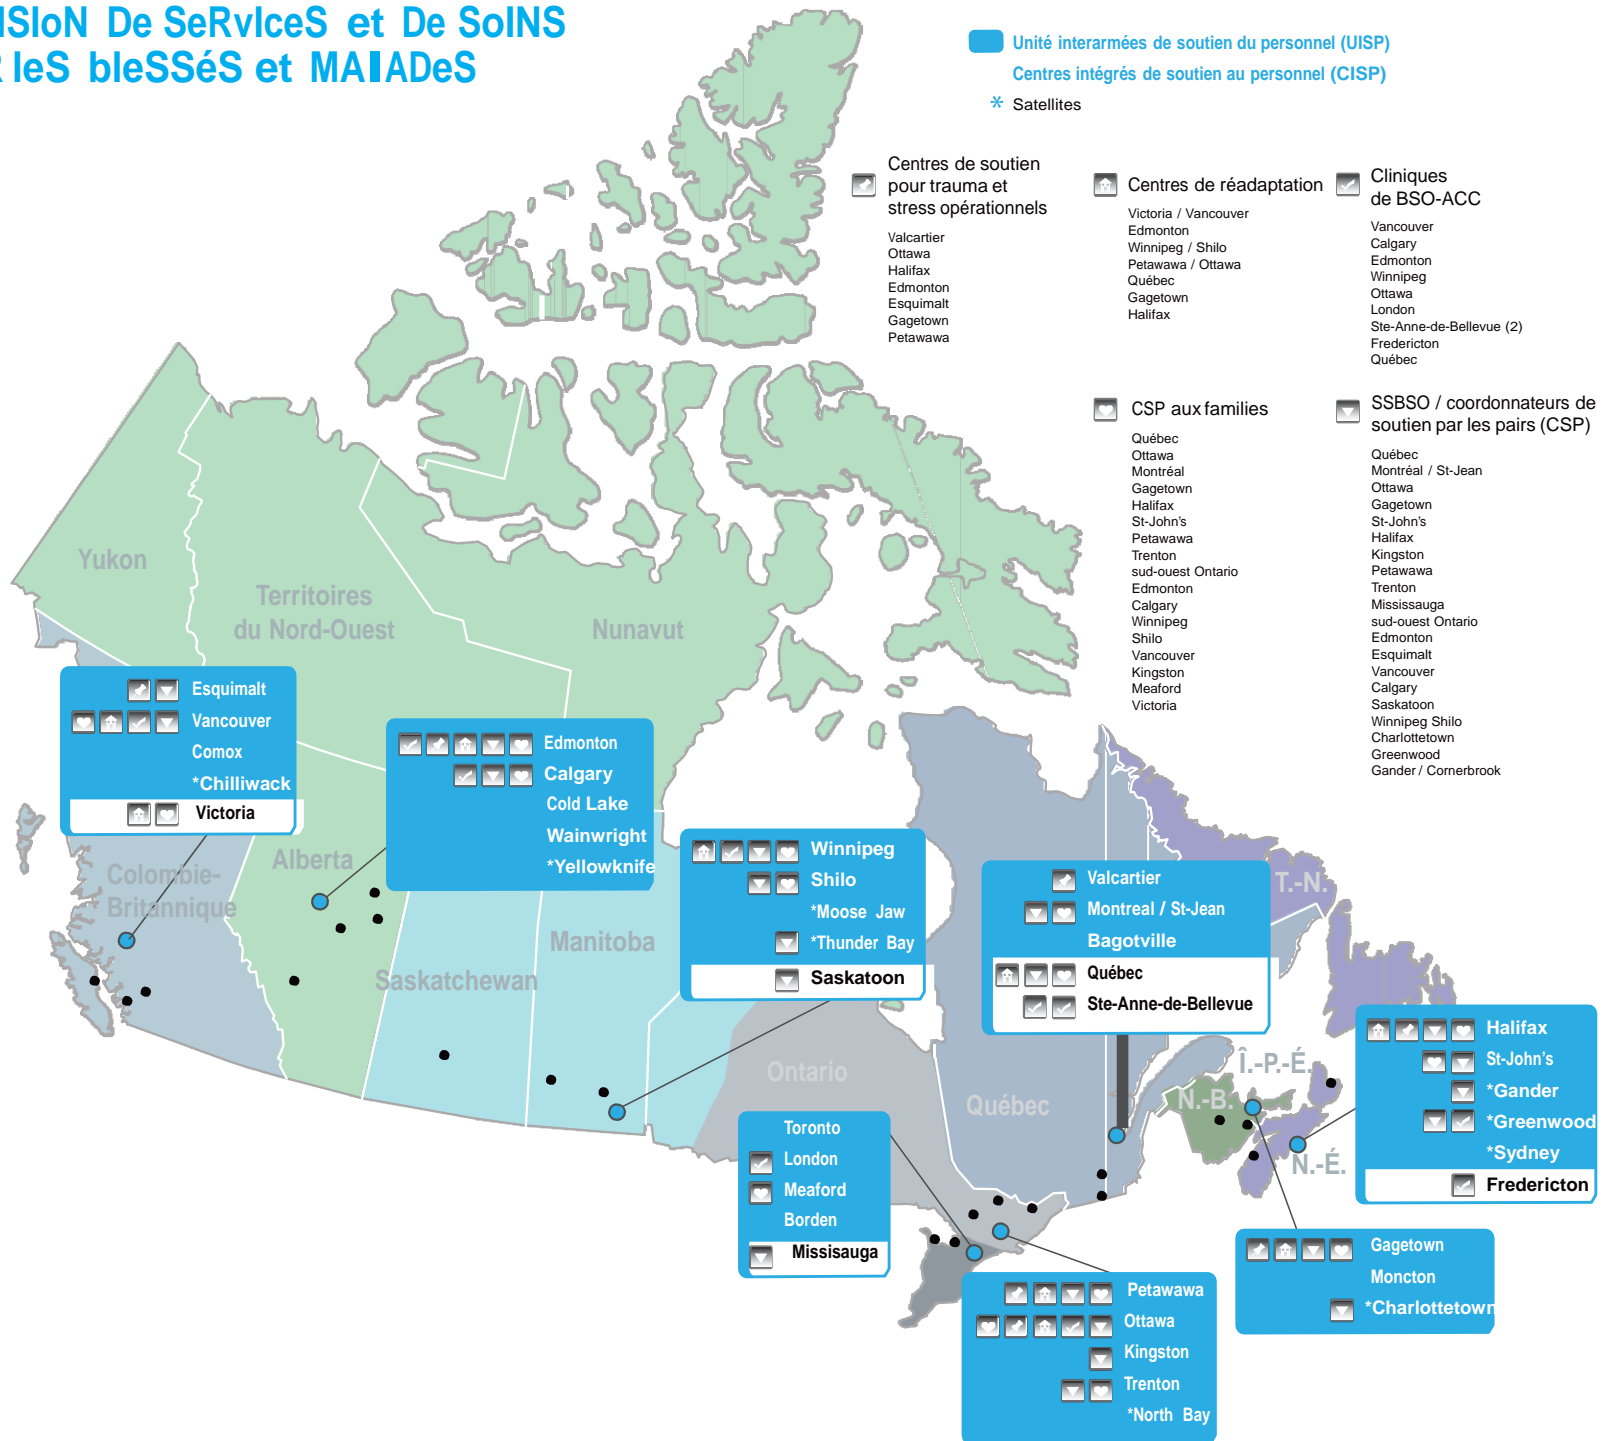 ISIoN De SeRvIceS et De SoINS
R leS bleSSéS et MAlADeS
Unité interarmées de soutien du personnel (UISP)
Centres intégrés de soutien au personnel (CISP)
* Satellites
Centres de soutien
pour trauma et
stress opérationnels
Valcartier
Ottawa
Halifax
Edmonton
Esquimalt
Gagetown
Petawawa
Centres de réadaptation
Victoria / Vancouver
Edmonton
Winnipeg / Shilo
Petawawa / Ottawa
Québec
Gagetown
Halifax
Cliniques
de BSO-ACC
Vancouver
Calgary
Edmonton
Winnipeg
Ottawa
London
Ste-Anne-de-Bellevue (2)
Fredericton
Québec
CSP aux families
Québec
Ottawa
Montréal
Gagetown
Halifax
St-John's
Petawawa
Trenton
sud-ouest Ontario
Edmonton
Calgary
Winnipeg
Shilo
Vancouver
Kingston
Meaford
Victoria
SSBSO / coordonnateurs de
soutien par les pairs (CSP)
Québec
Montréal / St-Jean
Ottawa
Gagetown
St-John's
Halifax
Kingston
Petawawa
Trenton
Mississauga
sud-ouest Ontario
Edmonton
Esquimalt
Vancouver
Calgary
Saskatoon
Winnipeg Shilo
Charlottetown
Greenwood
Gander / Cornerbrook
Yukon
Territoires
du Nord-Ouest
Nunavut
Esquimalt
Vancouver
Comox
*Chilliwack
Victoria
Edmonton
Calgary
Cold Lake
Wainwright
*Yellowknife
Colombie-
Britannique
Alberta
Saskatchewan
Manitoba
Winnipeg
Shilo
*Moose Jaw
*Thunder Bay
Saskatoon
Valcartier
Montreal / St-Jean
Bagotville
Québec
Ste-Anne-de-Bellevue
T.-N.
Ontario
Québec
Î.-P.-É.
N.-B.
N.-É.
Halifax
St-John's
*Gander
*Greenwood
*Sydney
Fredericton
Toronto
London
Meaford
Borden
Missisauga
Gagetown
Moncton
*Charlottetown
Petawawa
Ottawa
Kingston
Trenton
*North Bay